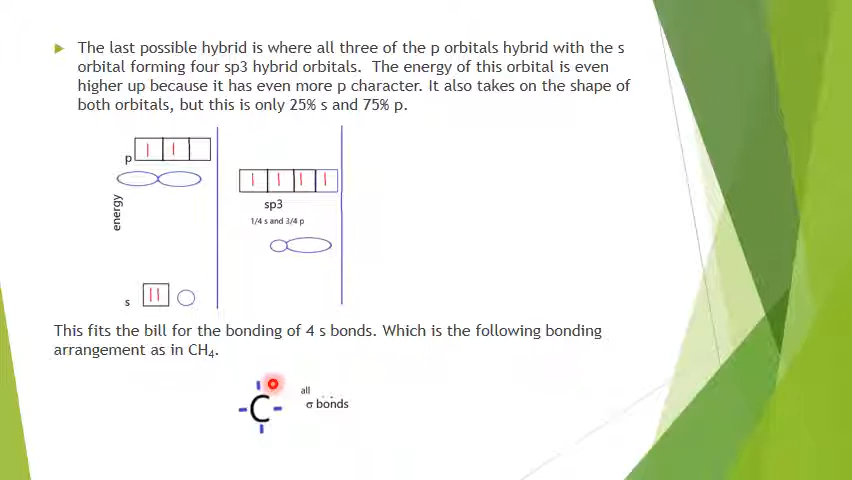 The last possible hybrid is where all three of the p orbitals hybrid with the s
orbital forming four sp3 hybrid orbitals. The energy of this orbital is even
higher up because it has even more p character. It also takes on the shape of
both orbitals, but this is only 25% s and 75% p.
p
energy
sp3
1/4 s and 3/4 p
s
This fits the bill for the bonding of 4 s bonds. Which is the following bonding
arrangement as in CH₄.
C
all
σ bonds